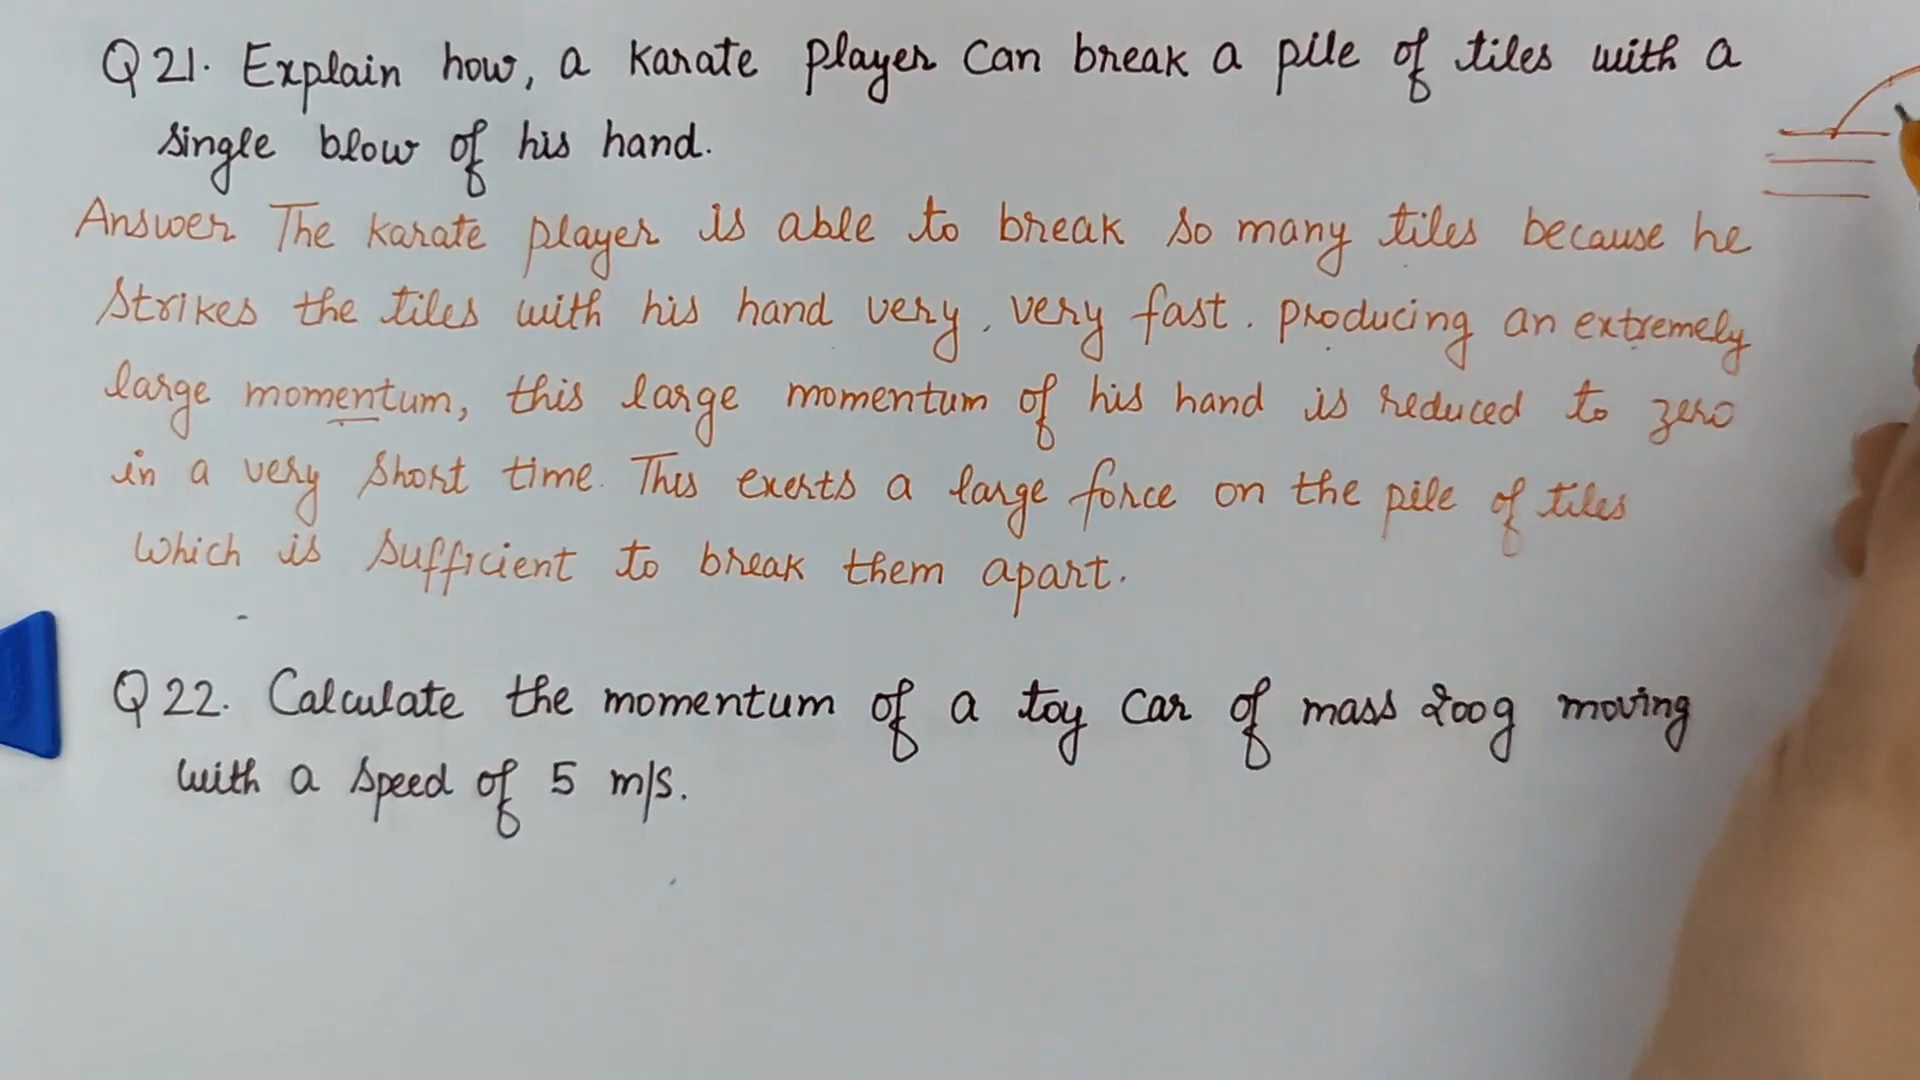 Q21. Explain how, a karate player can break a pile of tiles with a
single blow of his hand.
Answer The karate player is able to break so many tiles because he
strikes the tiles with his hand very, very fast. producing an extremely
large momentum, this large momentum of his hand is reduced to zero
in a very short time. This exerts a large force on the pile of tiles
which is sufficient to break them apart.
Q22. Calculate the momentum of a toy car of mass 200g moving
with a speed of 5 m/s.